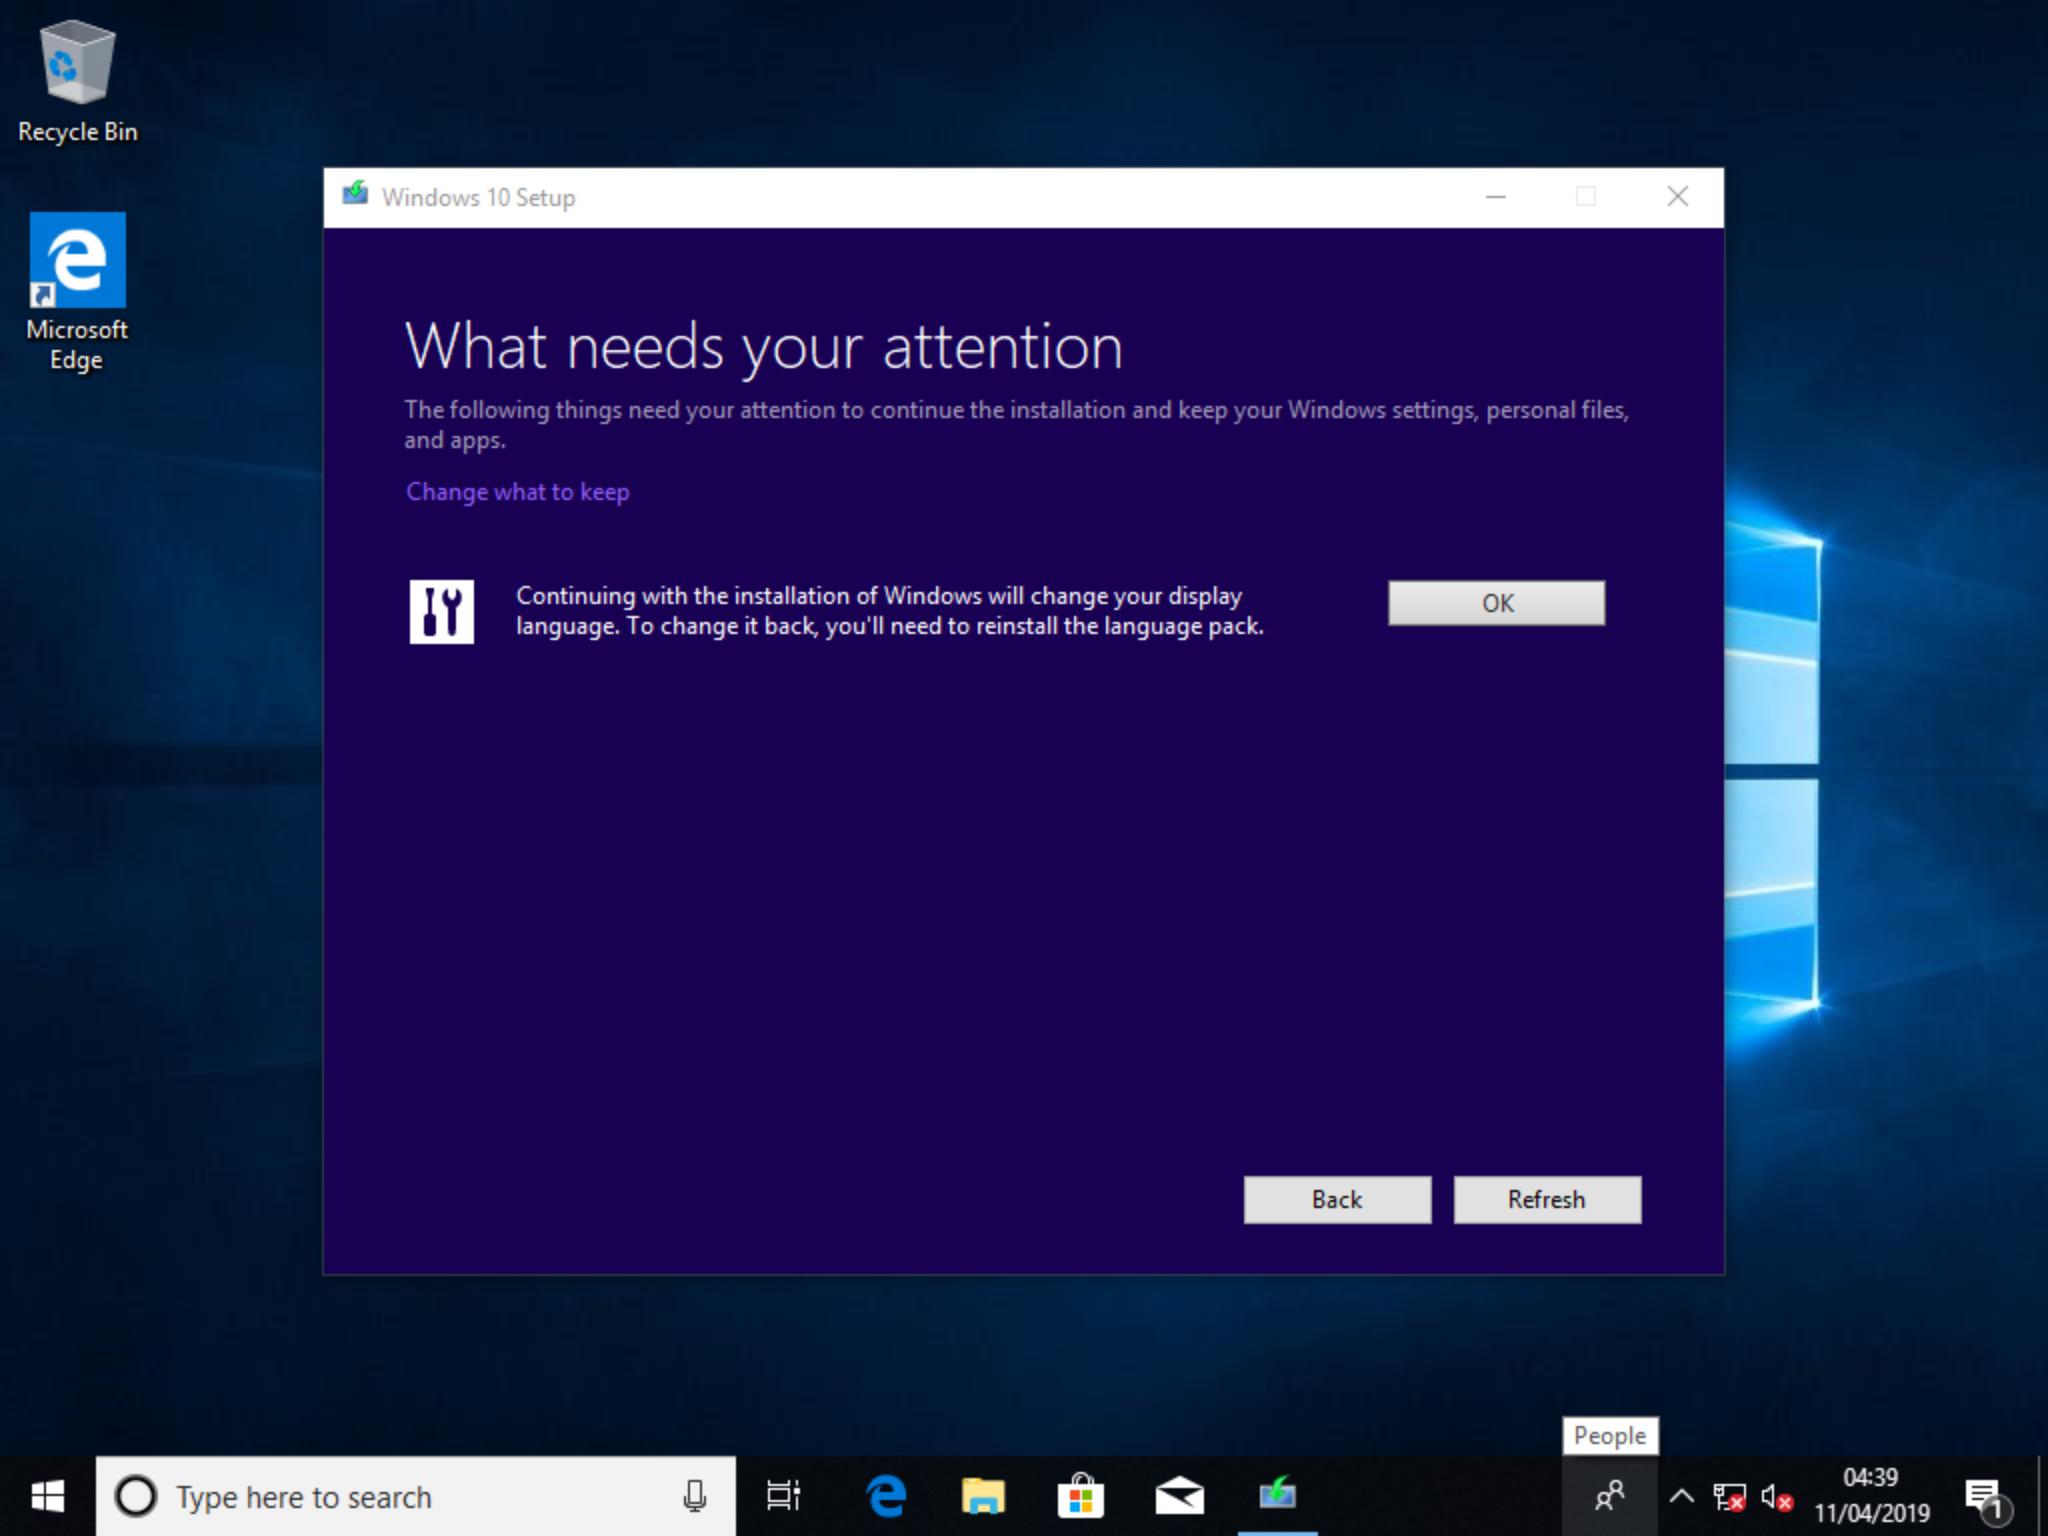 Recycle Bin
Microsoft
Edge
Windows 10 Setup
What needs your attention
The following things need your attention to continue the installation and keep your Windows settings, personal files,
and apps.
Change what to keep
Continuing with the installation of Windows will change your display
language. To change it back, you'll need to reinstall the language pack.
OK
Back
Refresh
People
Type here to search
04:39
11/04/2019
1